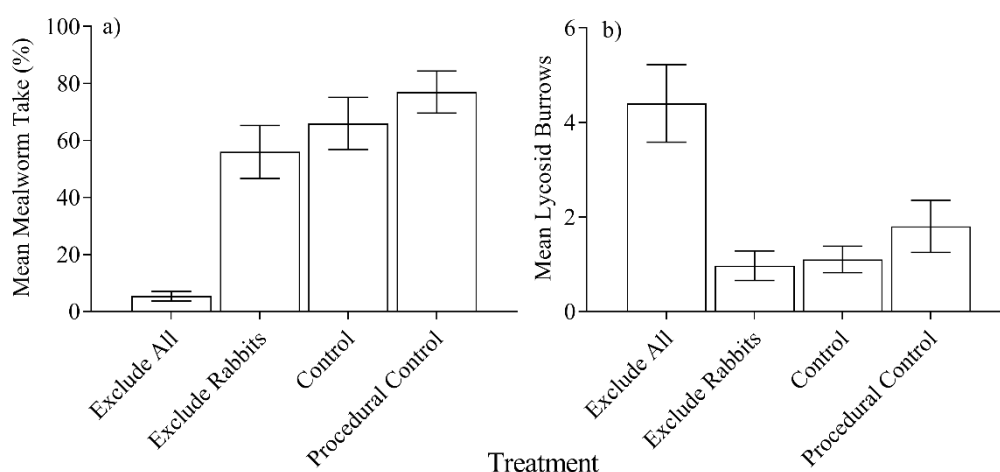 a)
Mean Mealworm Take (%)
100
80
60
40
20
0
Exclude All
Exclude Rabbits
Control
Procedural Control
b)
Mean Lycosid Burrows
6
4
2
0
Exclude All
Exclude Rabbits
Control
Procedural Control
Treatment